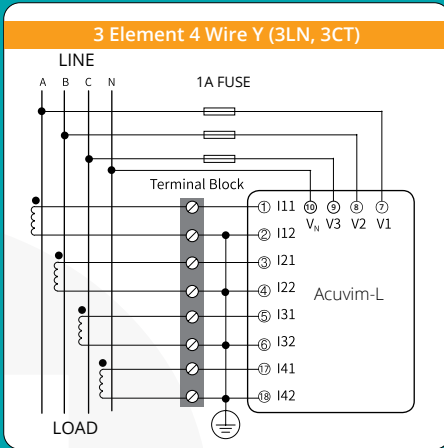 3 Element 4 Wire Y (3LN, 3CT)
LINE
A B C N
1A FUSE
Terminal Block
10 9 8 7
VN V3 V2 V1
1 I11
2 I12
3 I21
4 I22
Acuvim-L
5 I31
6 I32
17 I41
18 I42
LOAD